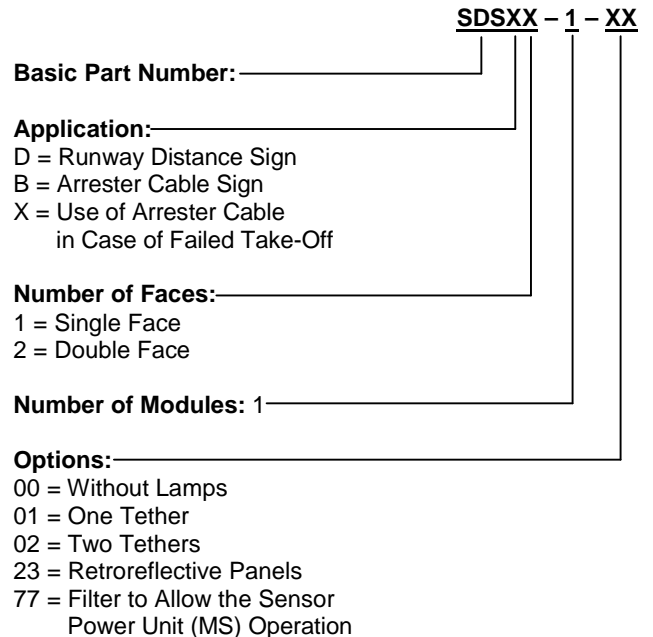 SDSXX – 1 – XX
Basic Part Number:
Application:
D = Runway Distance Sign
B = Arrester Cable Sign
X = Use of Arrester Cable
in Case of Failed Take-Off
Number of Faces:
1 = Single Face
2 = Double Face
Number of Modules: 1
Options:
00 = Without Lamps
01 = One Tether
02 = Two Tethers
23 = Retroreflective Panels
77 = Filter to Allow the Sensor
Power Unit (MS) Operation